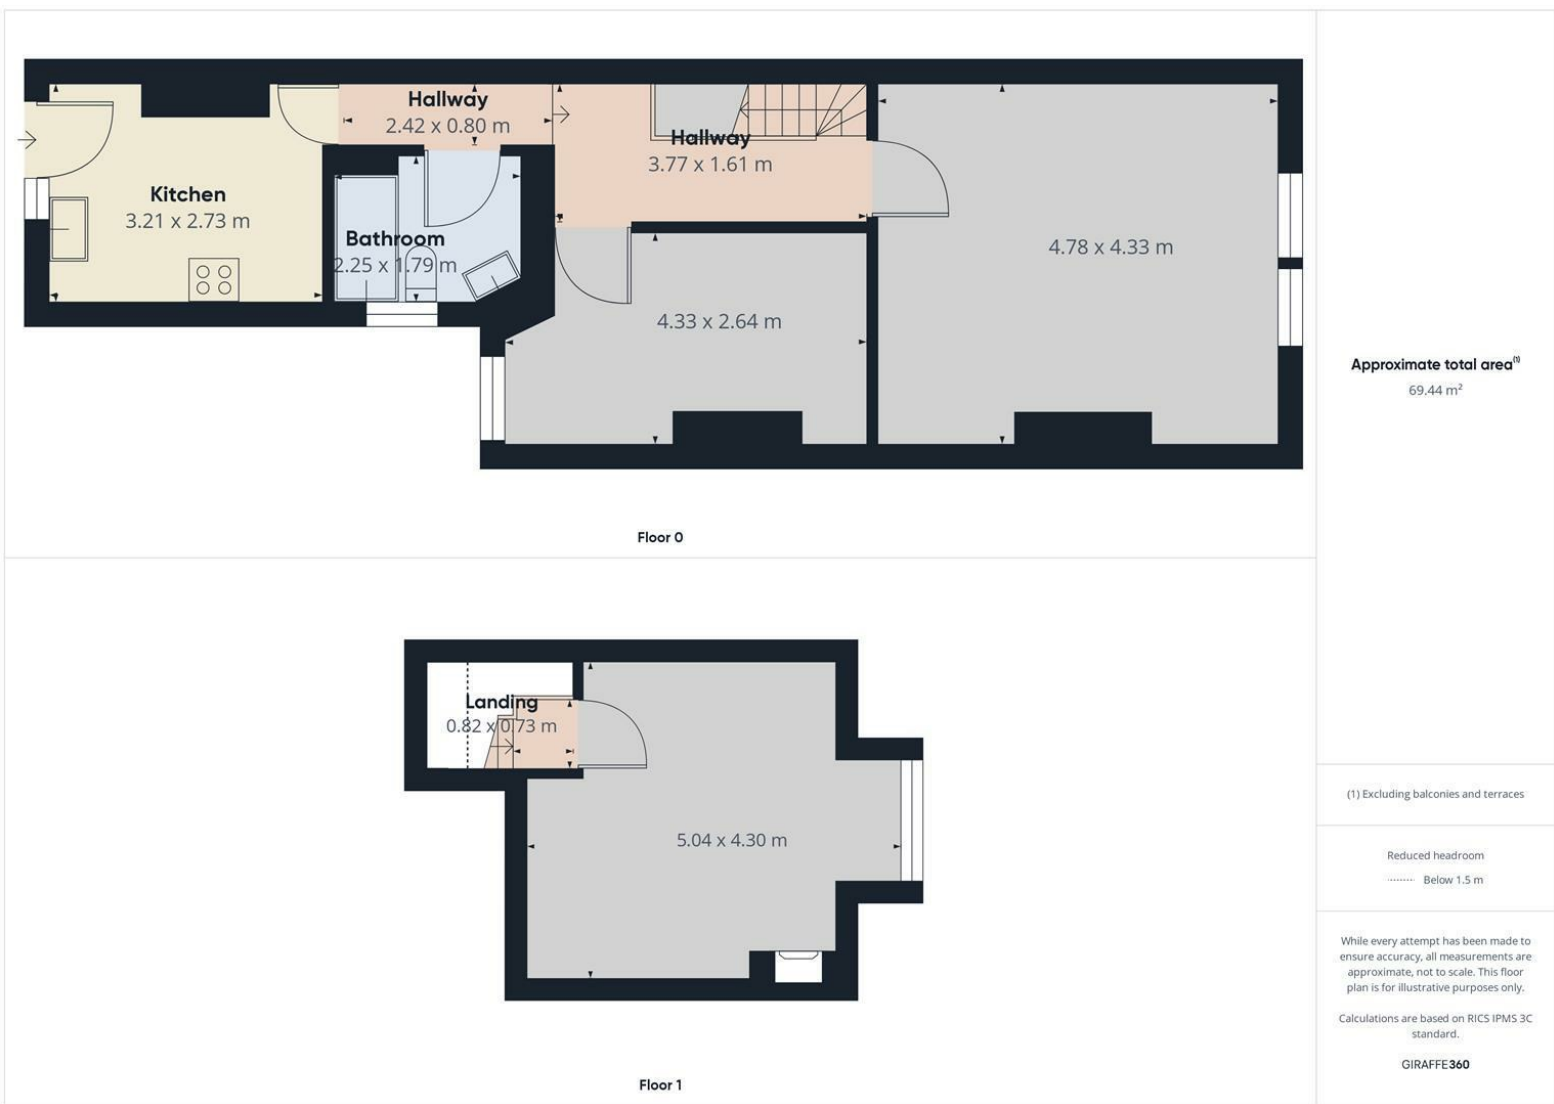 Hallway
2.42 x 0.80 m
Hallway
3.77 x 1.61 m
Kitchen
3.21 x 2.73 m
Bathroom
2.25 x 1.79 m
4.78 x 4.33 m
4.33 x 2.64 m
Floor 0
Approximate total area(1)
69.44 m²
Landing
0.82 x 0.73 m
5.04 x 4.30 m
Floor 1
(1) Excluding balconies and terraces
Reduced headroom
Below 1.5 m
While every attempt has been made to
ensure accuracy, all measurements are
approximate, not to scale. This floor
plan is for illustrative purposes only.
Calculations are based on RICS IPMS 3C
standard.
GIRAFFE360